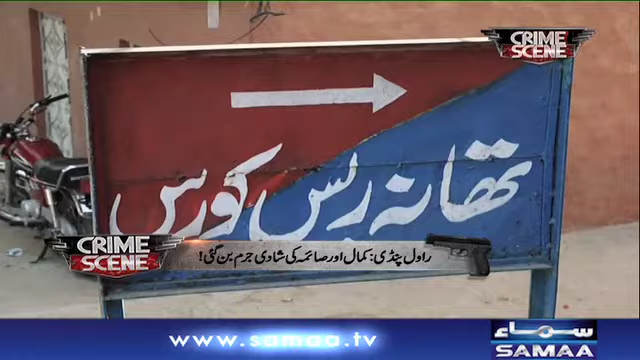 CRIME
SCENE
تھانہ ریس کورس
CRIME
SCENE
راولپنڈی: کمال اور صائمہ کی شادی جرم بن گئی!
www.samaa.tv
سماء
SAMAA